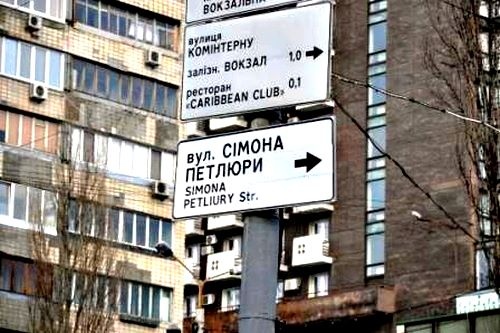 ВОКЗАЛЬНА
вулиця
КОМІНТЕРНУ
залізн. ВОКЗАЛ 1,0
ресторан 0,1
«CARIBBEAN CLUB»
вул. СІМОНА
ПЕТЛЮРИ
SIMONA
PETLIURY Str.